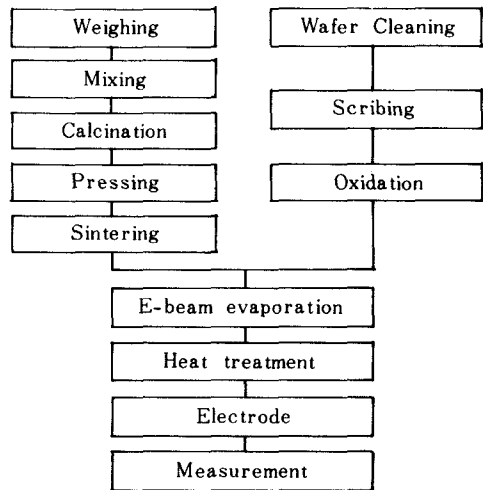 Weighing
Mixing
Calcination
Pressing
Sintering
Wafer Cleaning
Scribing
Oxidation
E-beam evaporation
Heat treatment
Electrode
Measurement